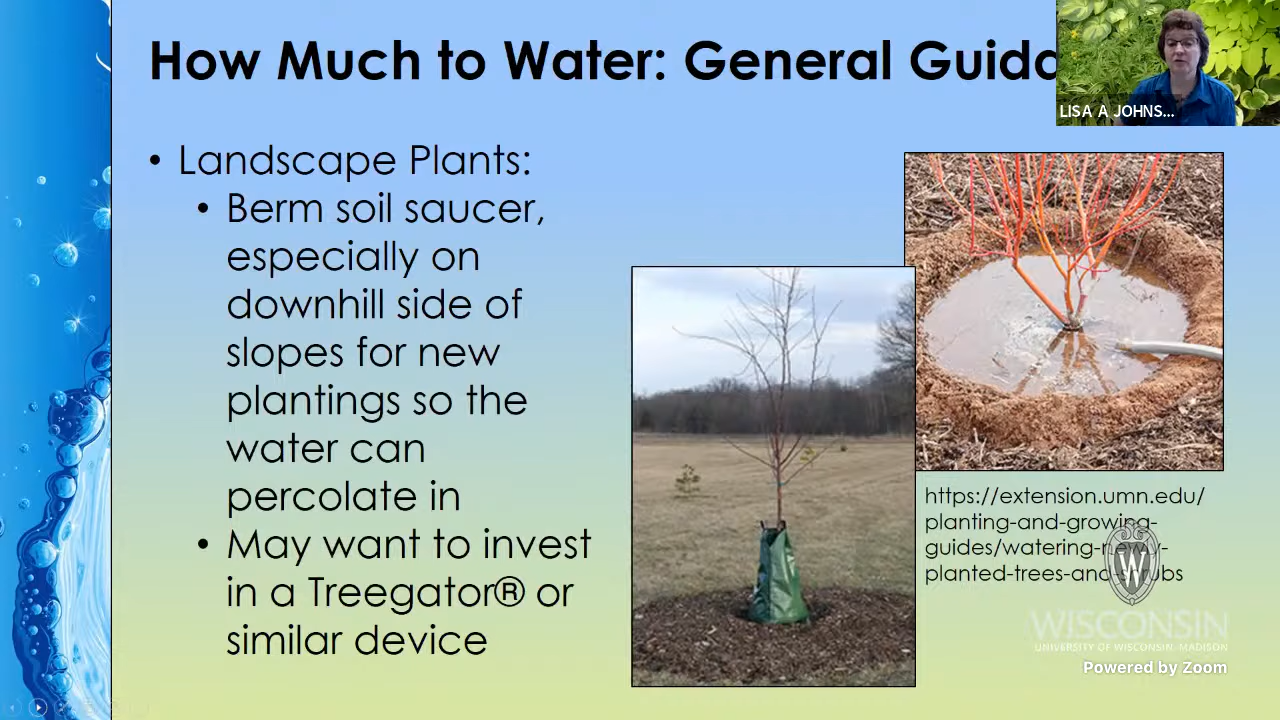 How Much to Water: General Guid
LISA A JOHNS...
• Landscape Plants:
• Berm soil saucer,
especially on
downhill side of
slopes for new
plantings so the
water can
percolate in
• May want to invest
in a Treegator® or
similar device
https://extension.umn.edu/
planting-and-growing-
guides/watering-newly-
planted-trees-and-shrubs
W
WISCONSIN
UNIVERSITY OF WISCONSIN-MADISON
Powered by Zoom